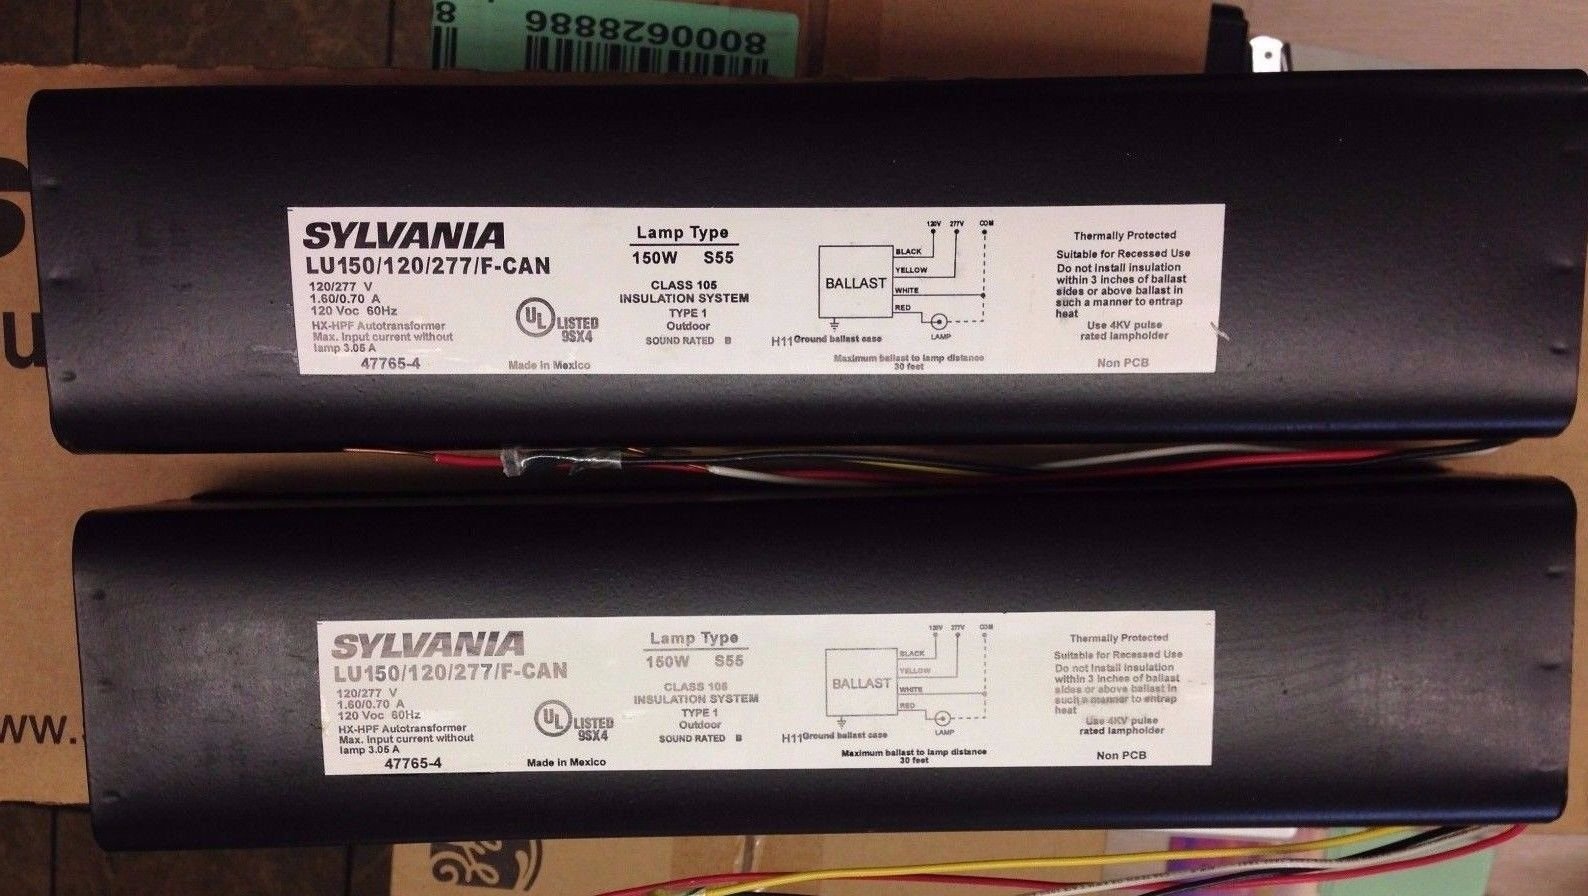 8000628886
8
SYLVANIA
LU150/120/277/F-CAN
120/277 V
1.60/0.70 A
120 Voc 60Hz
HX-HPF Autotransformer
Max. Input current without
lamp 3.05 A
47765-4
UL
LISTED
9SX4
Made in Mexico
Lamp Type
150W S55
CLASS 105
INSULATION SYSTEM
TYPE 1
Outdoor
SOUND RATED B
120V 277V COM
BLACK
YELLOW
WHITE
RED
BALLAST
LAMP
H11 Ground ballast case
Maximum ballast to lamp distance
30 feet
Thermally Protected
Suitable for Recessed Use
Do not install insulation
within 3 inches of ballast
sides or above ballast in
such a manner to entrap
heat
Use 4KV pulse
rated lampholder
Non PCB
SYLVANIA
LU150/120/277/F-CAN
120/277 V
1.60/0.70 A
120 Voc 60Hz
HX-HPF Autotransformer
Max. Input current without
lamp 3.05 A
47765-4
UL
LISTED
9SX4
Made in Mexico
Lamp Type
150W S55
CLASS 105
INSULATION SYSTEM
TYPE 1
Outdoor
SOUND RATED B
120V 277V COM
BLACK
YELLOW
WHITE
RED
BALLAST
LAMP
H11 Ground ballast case
Maximum ballast to lamp distance
30 feet
Thermally Protected
Suitable for Recessed Use
Do not install insulation
within 3 inches of ballast
sides or above ballast in
such a manner to entrap
heat
Use 4KV pulse
rated lampholder
Non PCB
ww.
GE